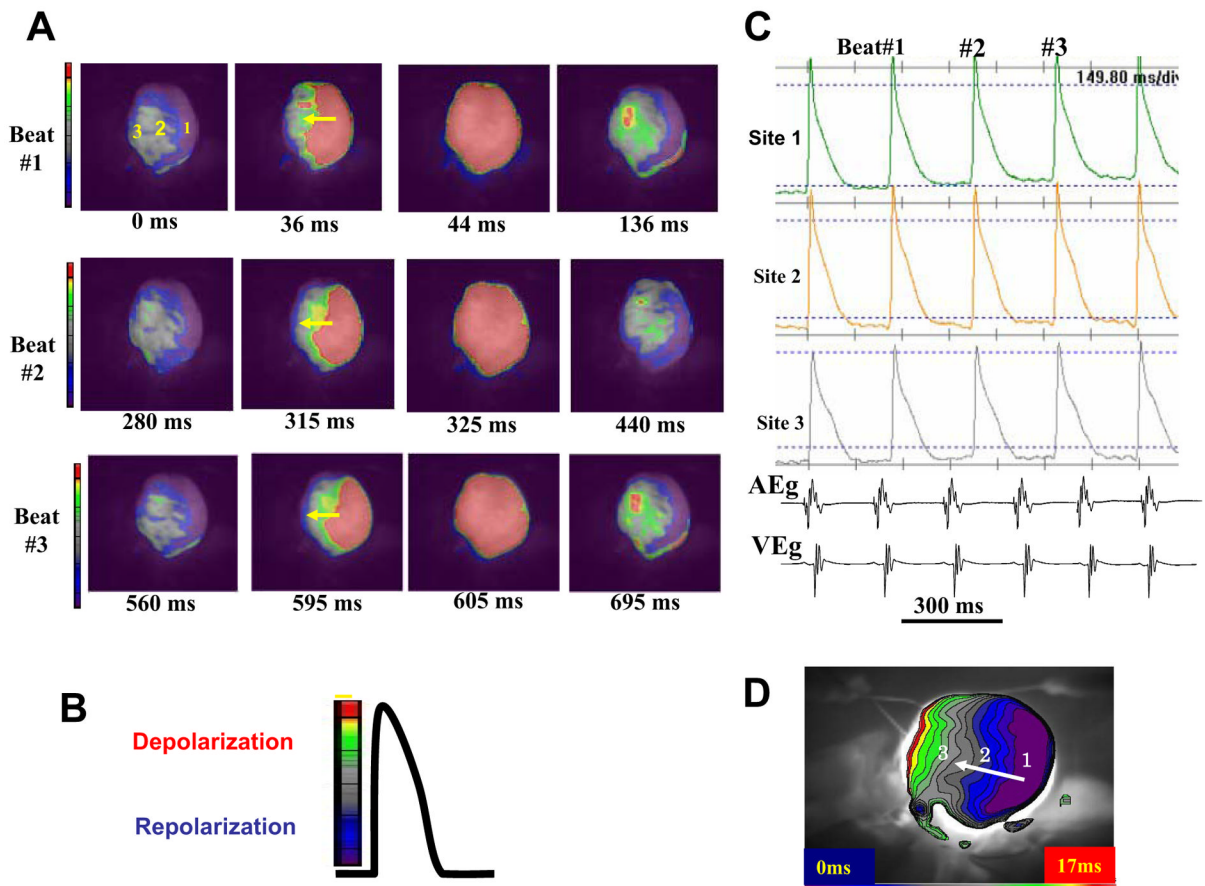 A
Beat
#1
3 2 1
0 ms
36 ms
44 ms
136 ms
Beat
#2
280 ms
315 ms
325 ms
440 ms
Beat
#3
560 ms
595 ms
605 ms
695 ms
B
Depolarization
Repolarization
C
Beat#1 #2 #3
149.80 ms/div
Site 1
Site 2
Site 3
AEg
VEg
300 ms
D
3 2 1
0ms
17ms